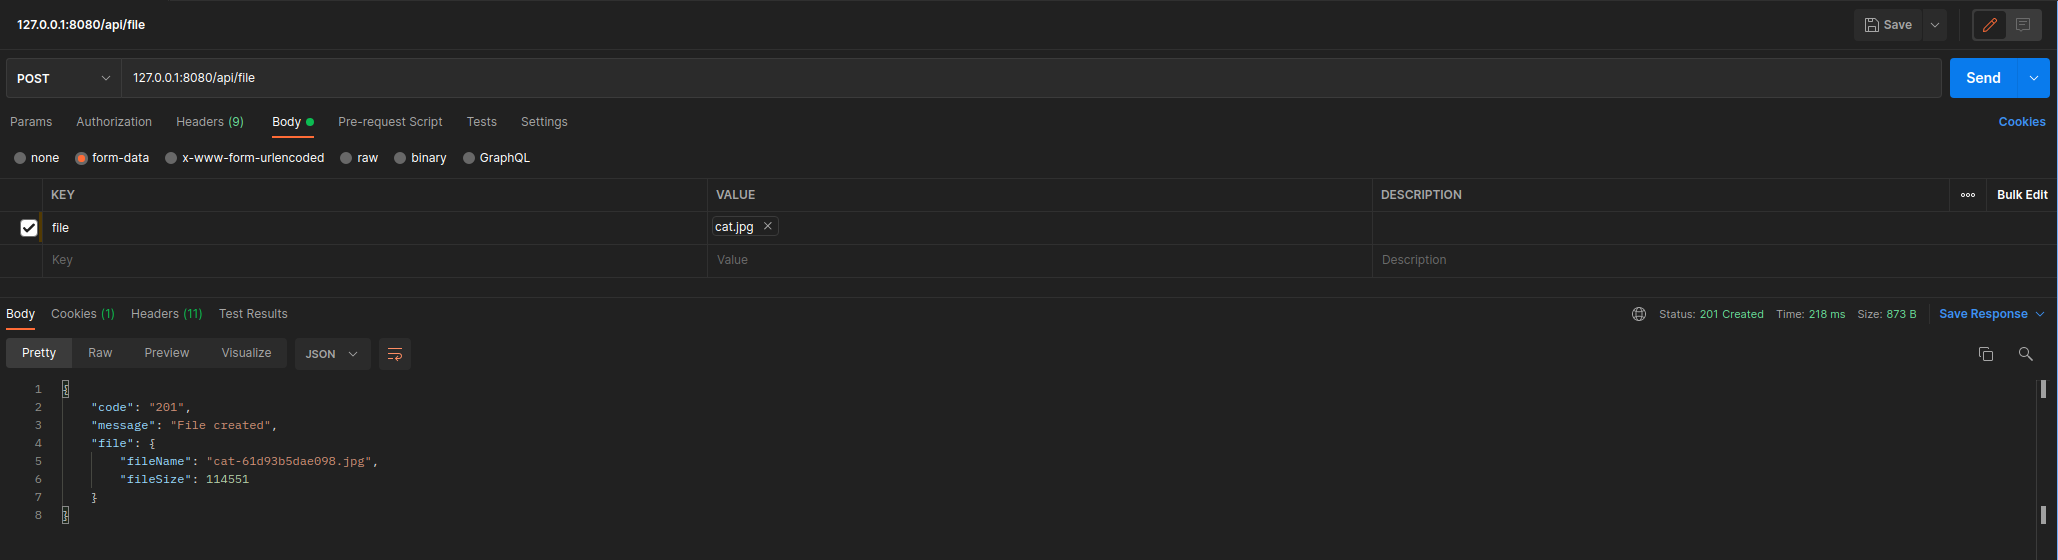 127.0.0.1:8080/api/file Save
POST 127.0.0.1:8080/api/file Send
Params Authorization Headers (9) Body Pre-request Script Tests Settings Cookies
none form-data x-www-form-urlencoded raw binary GraphQL
KEY VALUE DESCRIPTION ooo Bulk Edit
file cat.jpg
Key Value Description
Body Cookies (1) Headers (11) Test Results Status: 201 Created Time: 218 ms Size: 873 B Save Response
Pretty Raw Preview Visualize JSON
1 {
2 "code": "201",
3 "message": "File created",
4 "file": {
5 "fileName": "cat-61d93b5dae098.jpg",
6 "fileSize": 114551
7 }
8 }